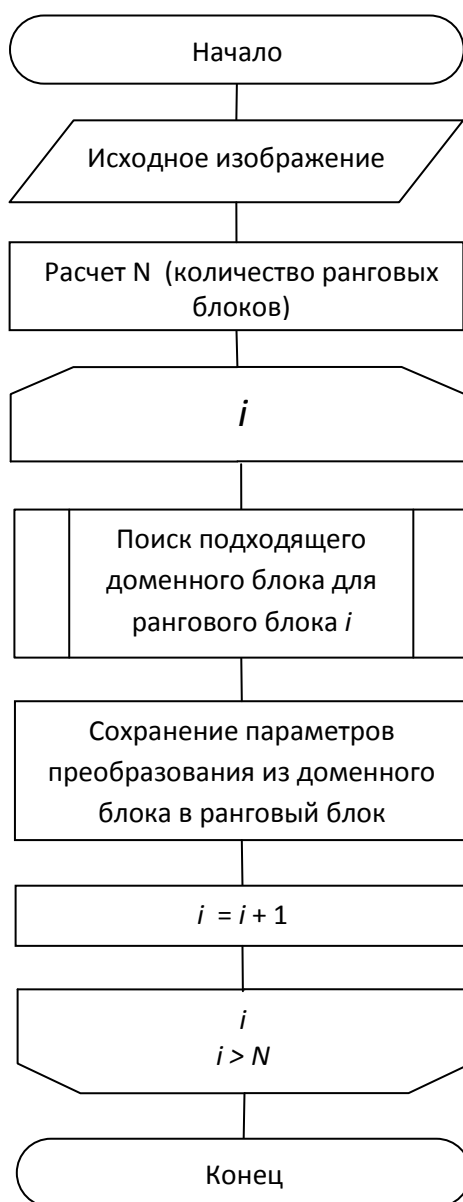 Начало
Исходное изображение
Расчет N (количество ранговых
блоков)
i
Поиск подходящего
доменного блока для
рангового блока i
Сохранение параметров
преобразования из доменного
блока в ранговый блок
i = i + 1
i
i > N
Конец